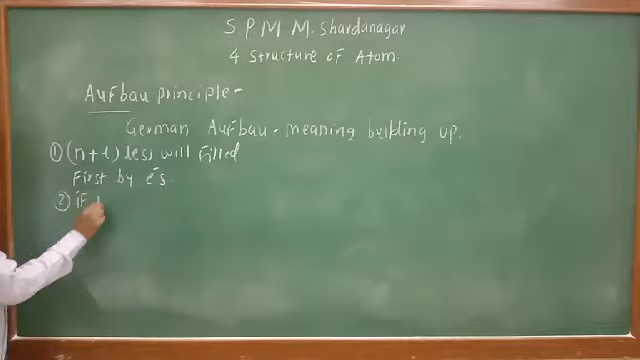 S.P.M M. Shardanagar
4 Structure of Atom.
Aufbau principle-
German Aufbau - meaning building up.
① (n+l) less will filled
First by e⁻s.
② if